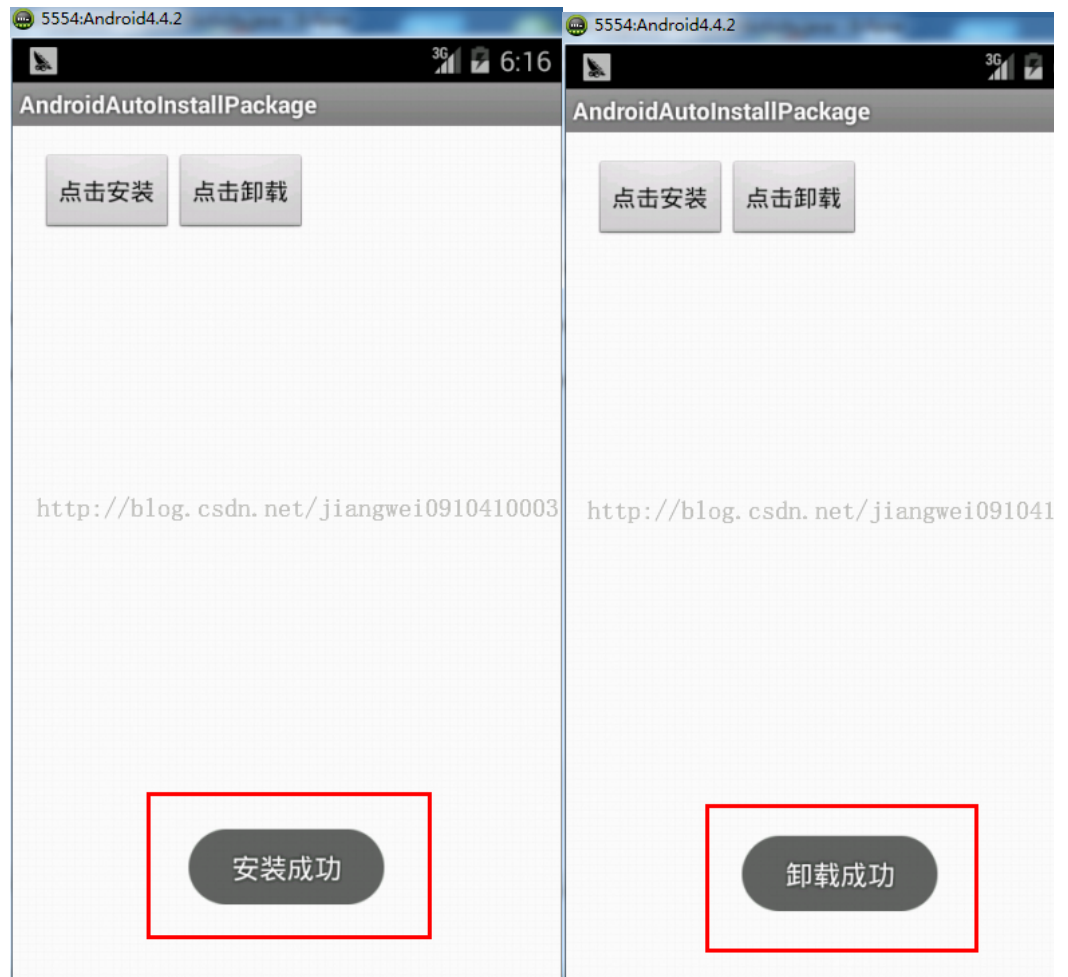 5554:Android4.4.2
3G 6:16
AndroidAutoInstallPackage
点击安装 点击卸载
http://blog.csdn.net/jiangwei0910410003
安装成功
5554:Android4.4.2
3G
AndroidAutoInstallPackage
点击安装 点击卸载
http://blog.csdn.net/jiangwei091041
卸载成功